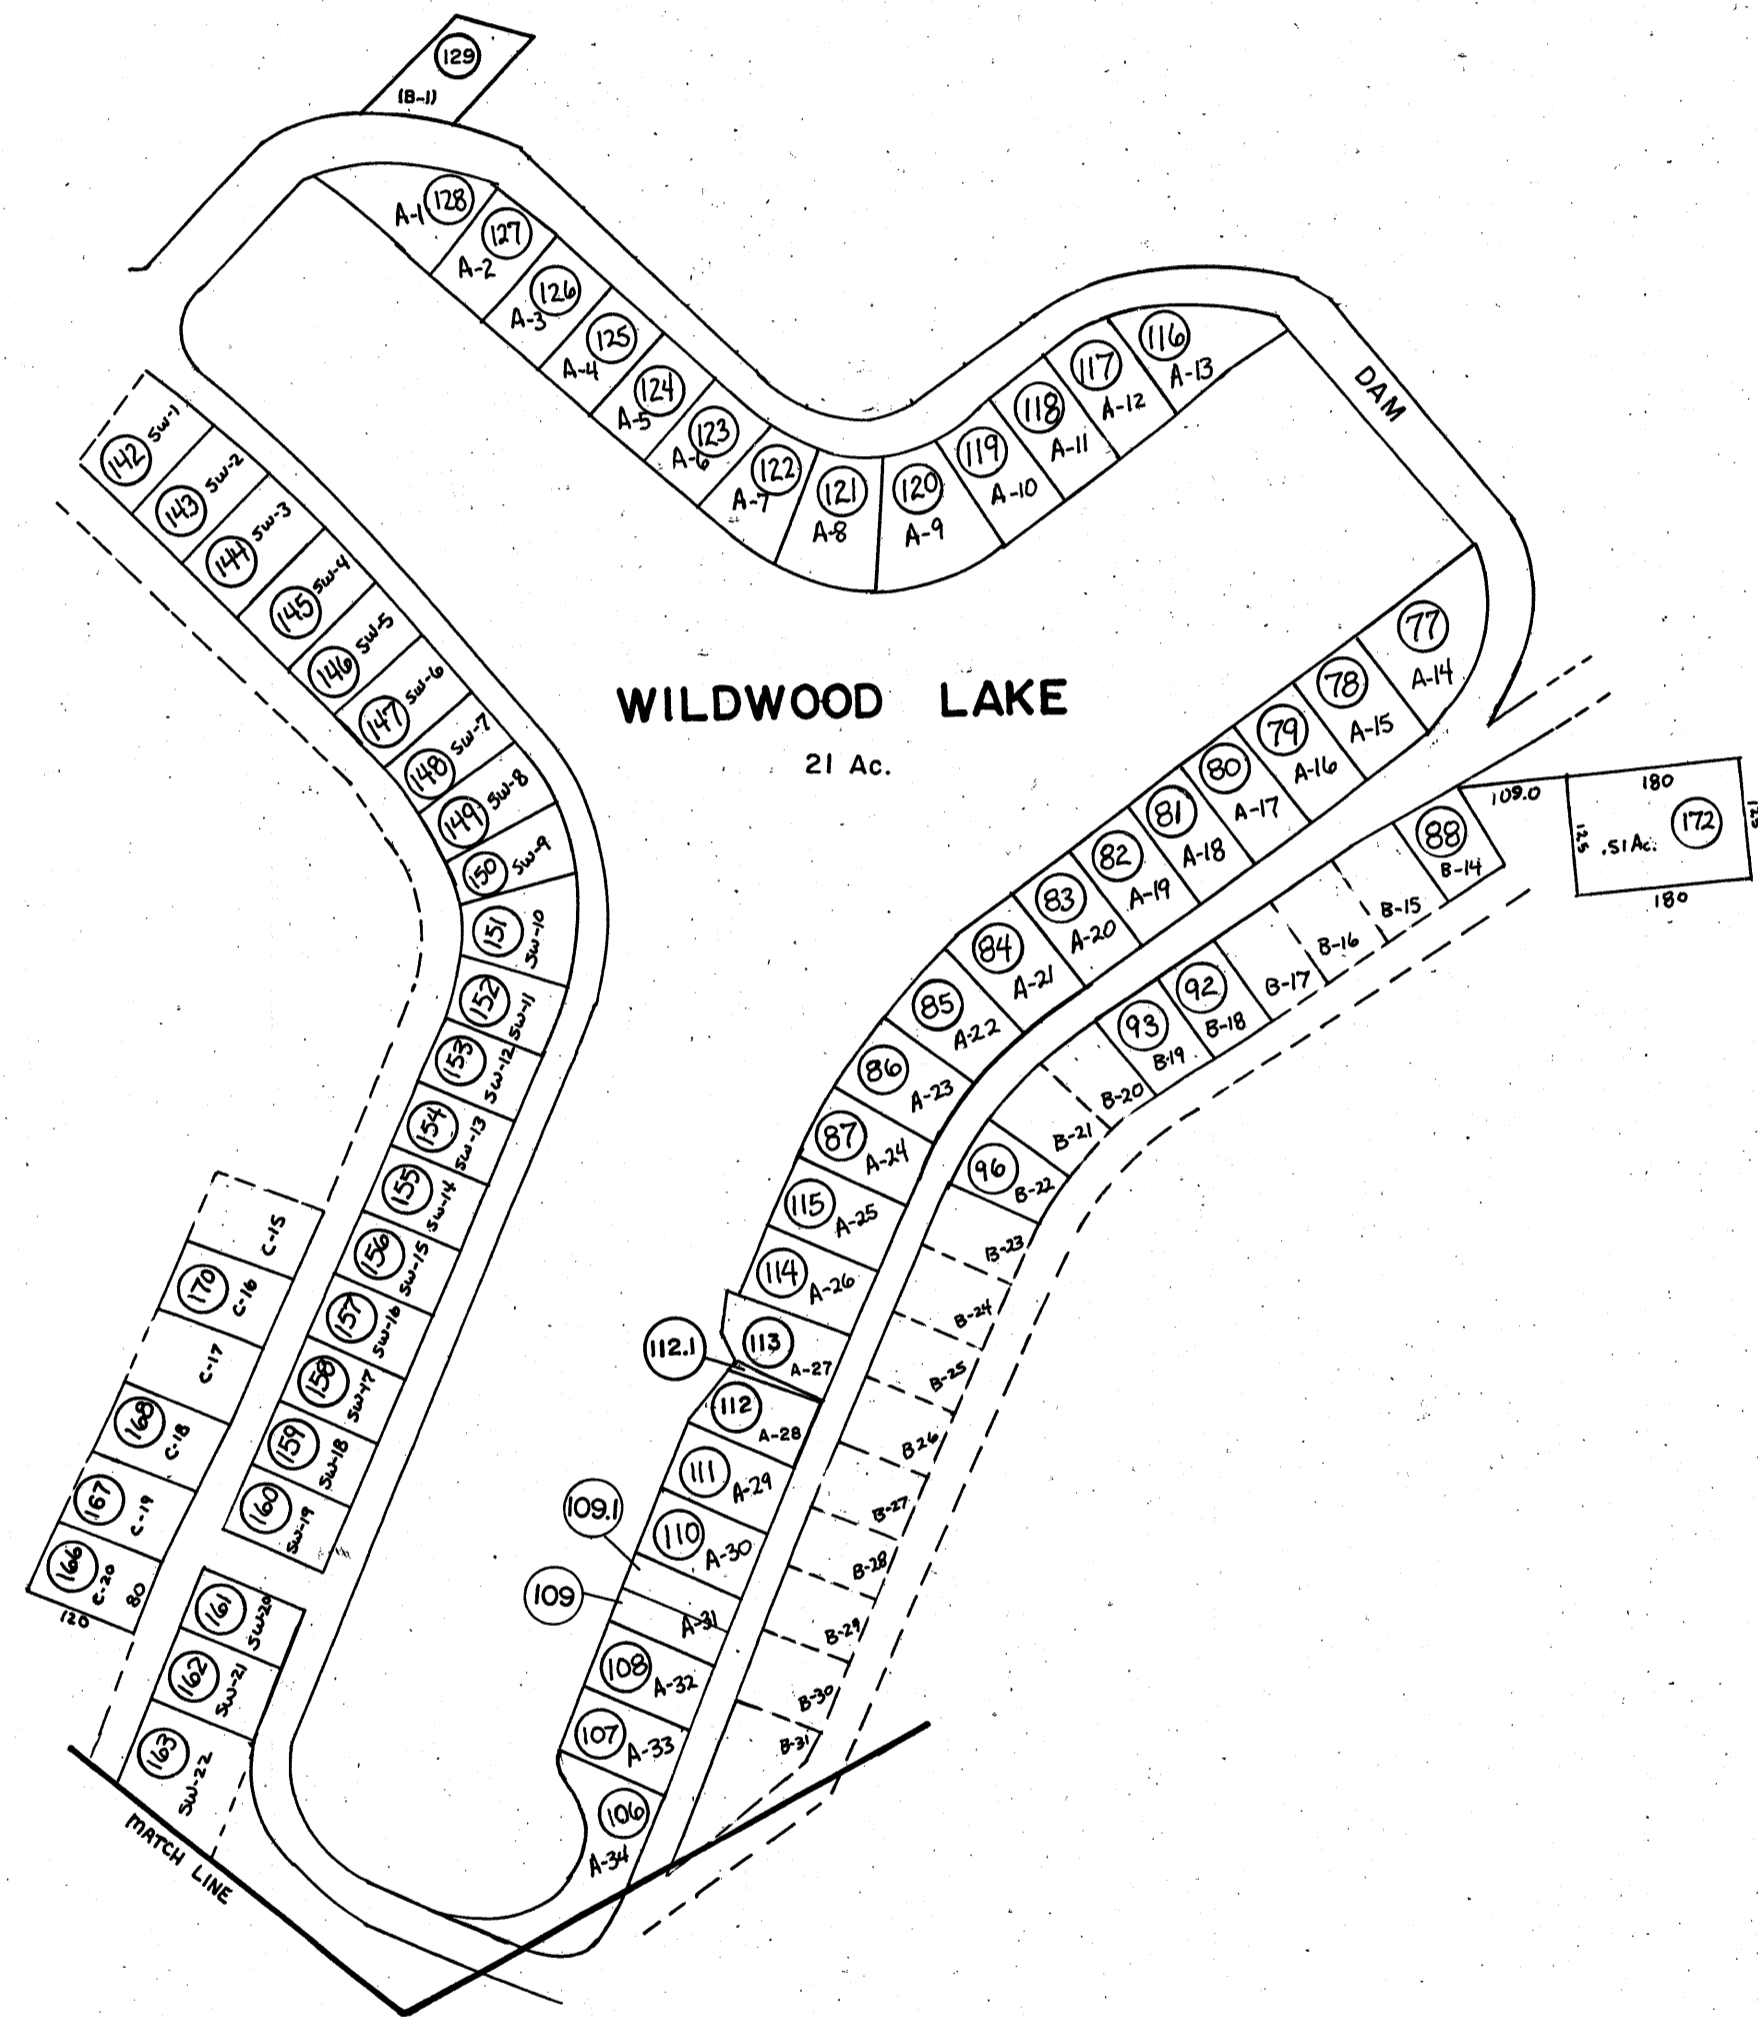 129
(B-1)
128
A-1
127
A-2
126
A-3
125
A-4
124
A-5
123
A-6
122
A-7
121
A-8
120
A-9
119
A-10
118
A-11
117
A-12
116
A-13
DAM
142 SW-1
143 SW-2
144 SW-3
145 SW-4
146 SW-5
147 SW-6
148 SW-7
149 SW-8
150 SW-9
151 SW-10
152 SW-11
153 SW-12
154 SW-13
155 SW-14
156 SW-15
157 SW-16
158 SW-17
159 SW-18
160 SW-19
161 SW-20
162 SW-21
163 SW-22
WILDWOOD LAKE
21 Ac.
77
A-14
78
A-15
79
A-16
80
A-17
81
A-18
82
A-19
83
A-20
84
A-21
85
A-22
86
A-23
87
A-24
115
A-25
114
A-26
113
A-27
112.1
112
A-28
111
A-29
110
A-30
109.1
109
A-31
108
A-32
107
A-33
106
A-34
109.0
180
125
.51 Ac.
172
125
180
88
B-14
B-15
B-16
B-17
92
B-18
93
B-19
B-20
B-21
96
B-22
B-23
B-24
B-25
B-26
B-27
B-28
B-29
B-30
B-31
C-15
170 C-16
C-17
168 C-18
167 C-19
166 C-20
80
120
MATCH LINE